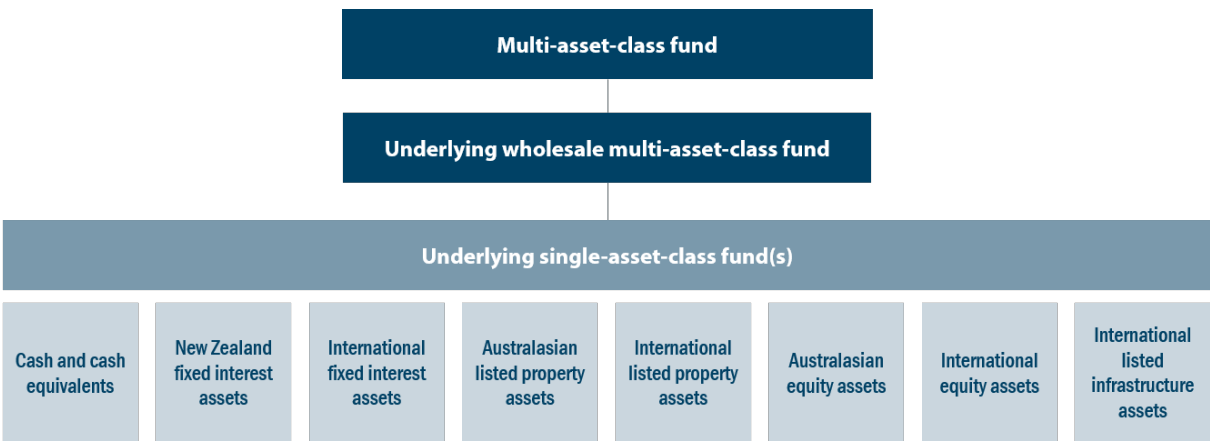 Multi-asset-class fund
Underlying wholesale multi-asset-class fund
Underlying single-asset-class fund(s)
Cash and cash
equivalents
New Zealand
fixed interest
assets
International
fixed interest
assets
Australasian
listed property
assets
International
listed property
assets
Australasian
equity assets
International
equity assets
International
listed
infrastructure
assets